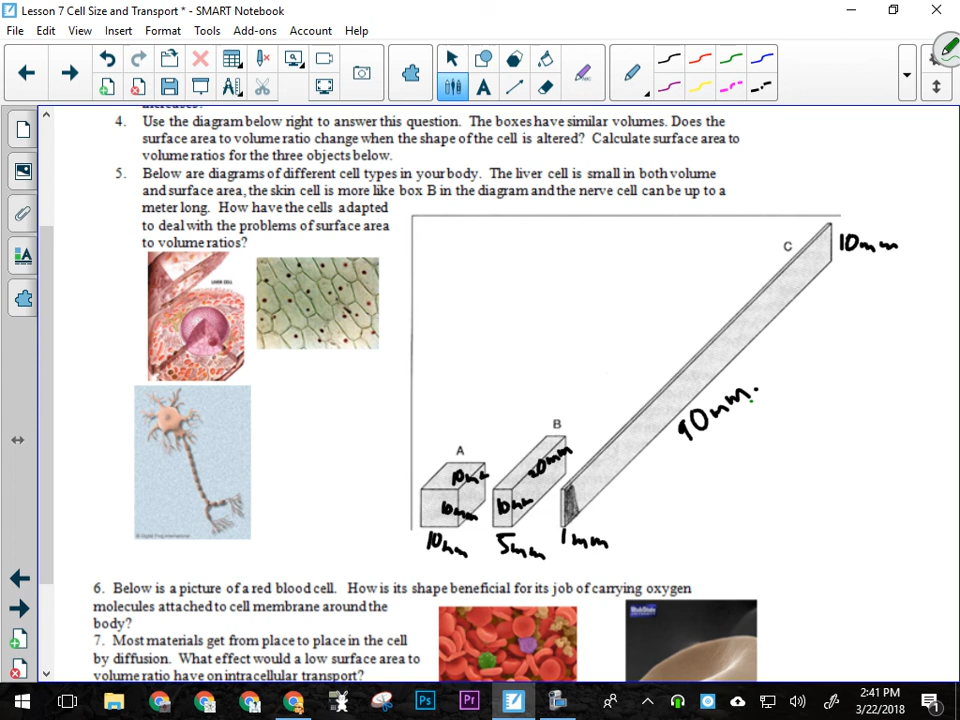 Lesson 7 Cell Size and Transport * - SMART Notebook
File Edit View Insert Format Tools Add-ons Account Help
increases?
4. Use the diagram below right to answer this question. The boxes have similar volumes. Does the
surface area to volume ratio change when the shape of the cell is altered? Calculate surface area to
volume ratios for the three objects below.
5. Below are diagrams of different cell types in your body. The liver cell is small in both volume
and surface area, the skin cell is more like box B in the diagram and the nerve cell can be up to a
meter long. How have the cells adapted
to deal with the problems of surface area
to volume ratios?
LIVER CELL
C
10mm
90mm.
B
20mm
10mm
5mm
A
10mm
10mm
10mm
1mm
6. Below is a picture of a red blood cell. How is its shape beneficial for its job of carrying oxygen
molecules attached to cell membrane around the
body?
7. Most materials get from place to place in the cell
by diffusion. What effect would a low surface area to
volume ratio have on intracellular transport?
2:41 PM
3/22/2018